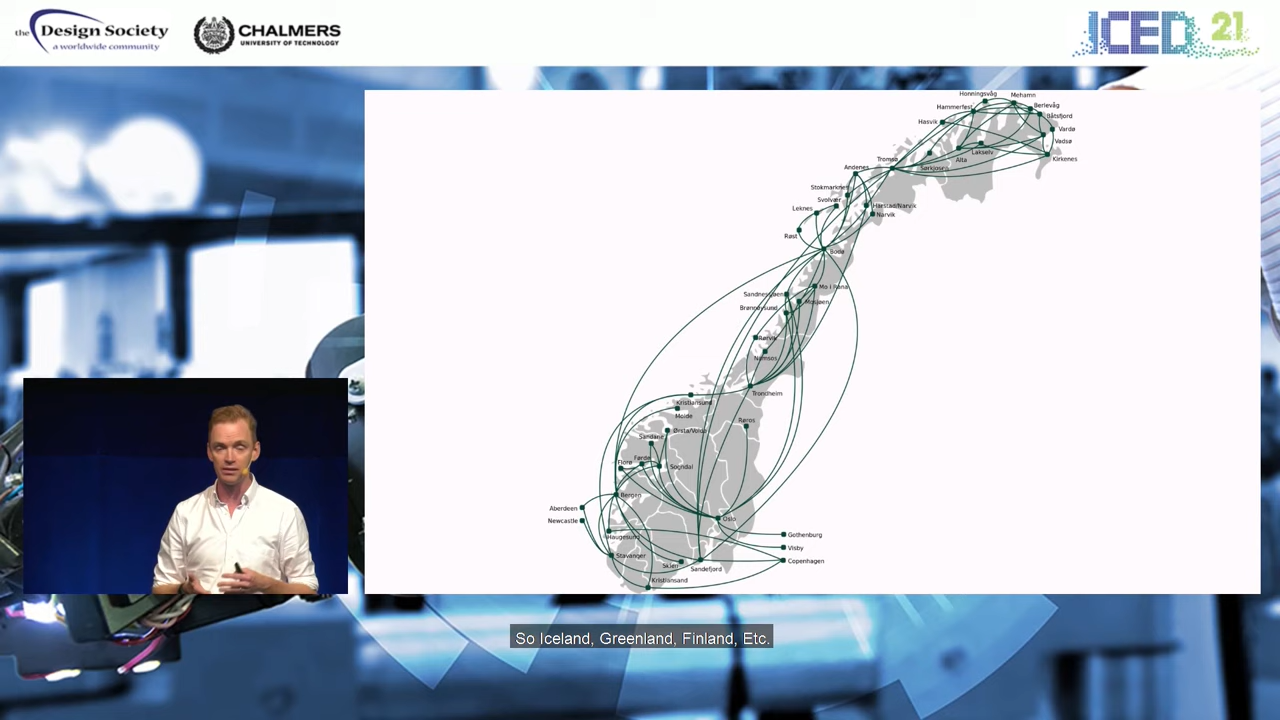 the Design Society
a worldwide community
CHALMERS
UNIVERSITY OF TECHNOLOGY
ICED 21
Honningsvåg
Mehamn
Hammerfest
Berlevåg
Båtsfjord
Hasvik
Vardø
Vadsø
Lakselv
Kirkenes
Alta
Tromsø
Sørkjosen
Andenes
Stokmarknes
Svolvær
Harstad/Narvik
Leknes
Narvik
Røst
Bodø
Mo i Rana
Sandnessjøen
Mosjøen
Brønnøysund
Rørvik
Namsos
Trondheim
Kristiansund
Molde
Røros
Ørsta/Volda
Sandane
Florø
Førde
Sogndal
Bergen
Aberdeen
Newcastle
Oslo
Haugesund
Gothenburg
Visby
Stavanger
Copenhagen
Skien
Sandefjord
Kristiansand
So Iceland, Greenland, Finland, Etc.